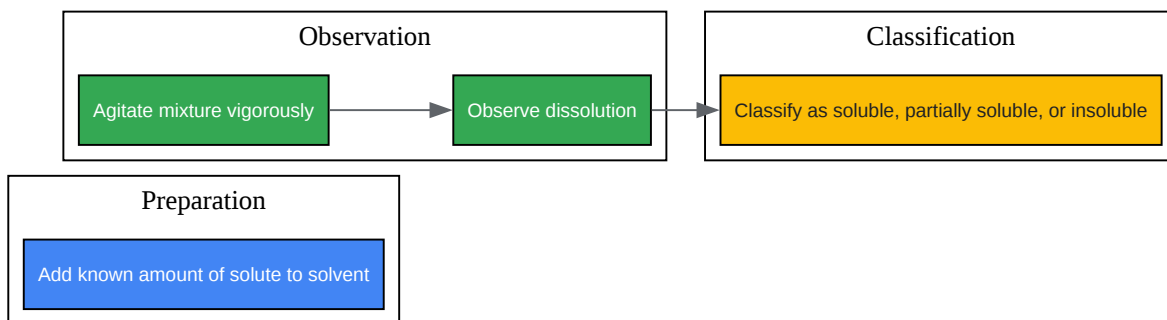 Observation
Agitate mixture vigorously
Observe dissolution
Classification
Classify as soluble, partially soluble, or insoluble
Preparation
Add known amount of solute to solvent